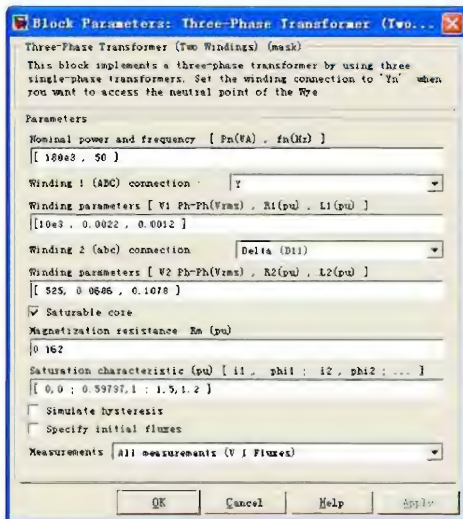 Block Parameters: Three-Phase Transformer (Two...
Three-Phase Transformer (Two Windings) (mask)
This block implements a three-phase transformer by using three
single-phase transformers. Set the winding connection to 'Yn' when
you want to access the neutral point of the Wye
Parameters
Nominal power and frequency [ Pn(VA) , fn(Hz) ]
[ 180e3 , 50 ]
Winding 1 (ABC) connection Y
Winding parameters [ V1 Ph-Ph(Vrms) , R1(pu) , L1(pu) ]
[10e3 , 0.0022 , 0.0012 ]
Winding 2 (abc) connection Delta (D11)
Winding parameters [ V2 Ph-Ph(Vrms) , R2(pu) , L2(pu) ]
[ 525, 0.0686 , 0.1078 ]
Saturable core
Magnetization resistance Rm (pu)
0 162
Saturation characteristic (pu) [ i1 , phi1 ; i2 , phi2 ; ... ]
[ 0,0 ; 0.59737,1 ; 1.5,1.2 ]
Simulate hysteresis
Specify initial fluxes
Measurements All measurements (V I Fluxes)
OK Cancel Help Apply